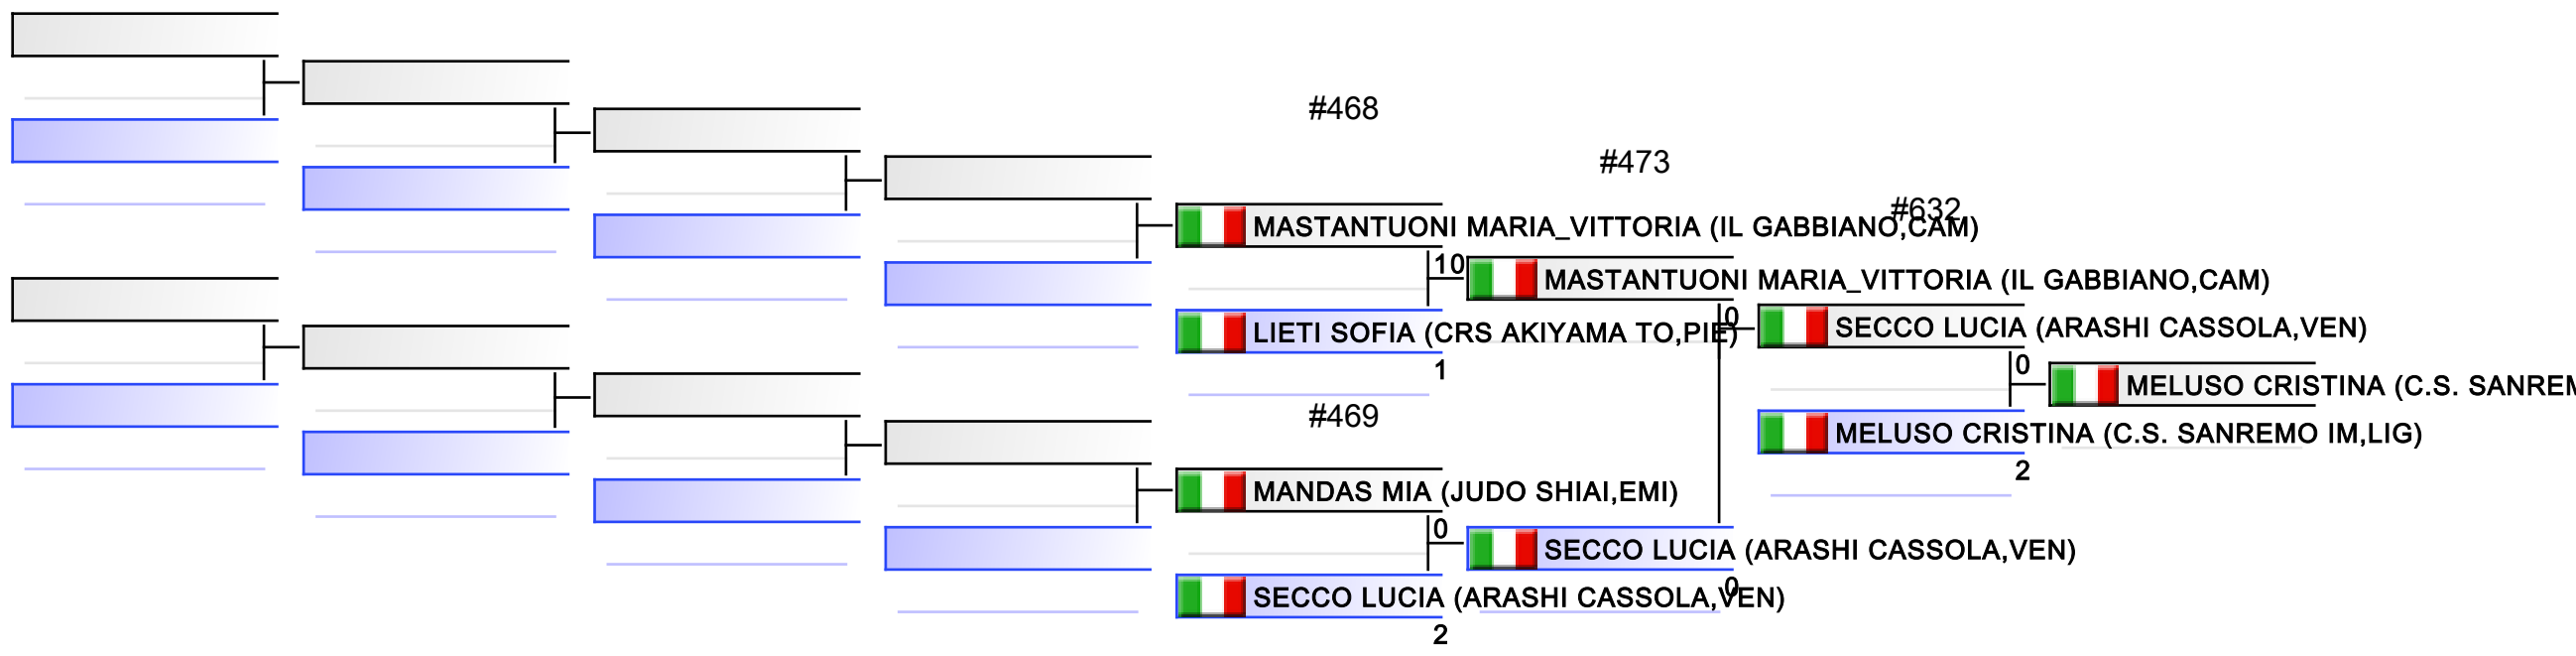 #468
#473
#632
MASTANTUONI MARIA_VITTORIA (IL GABBIANO,CAM)
10
MASTANTUONI MARIA_VITTORIA (IL GABBIANO,CAM)
LIETI SOFIA (CRS AKIYAMA TO,PIE)
0
SECCO LUCIA (ARASHI CASSOLA,VEN)
1
0
MELUSO CRISTINA (C.S. SANREM
#469
MELUSO CRISTINA (C.S. SANREMO IM,LIG)
2
MANDAS MIA (JUDO SHIAI,EMI)
0
SECCO LUCIA (ARASHI CASSOLA,VEN)
0
SECCO LUCIA (ARASHI CASSOLA,VEN)
2